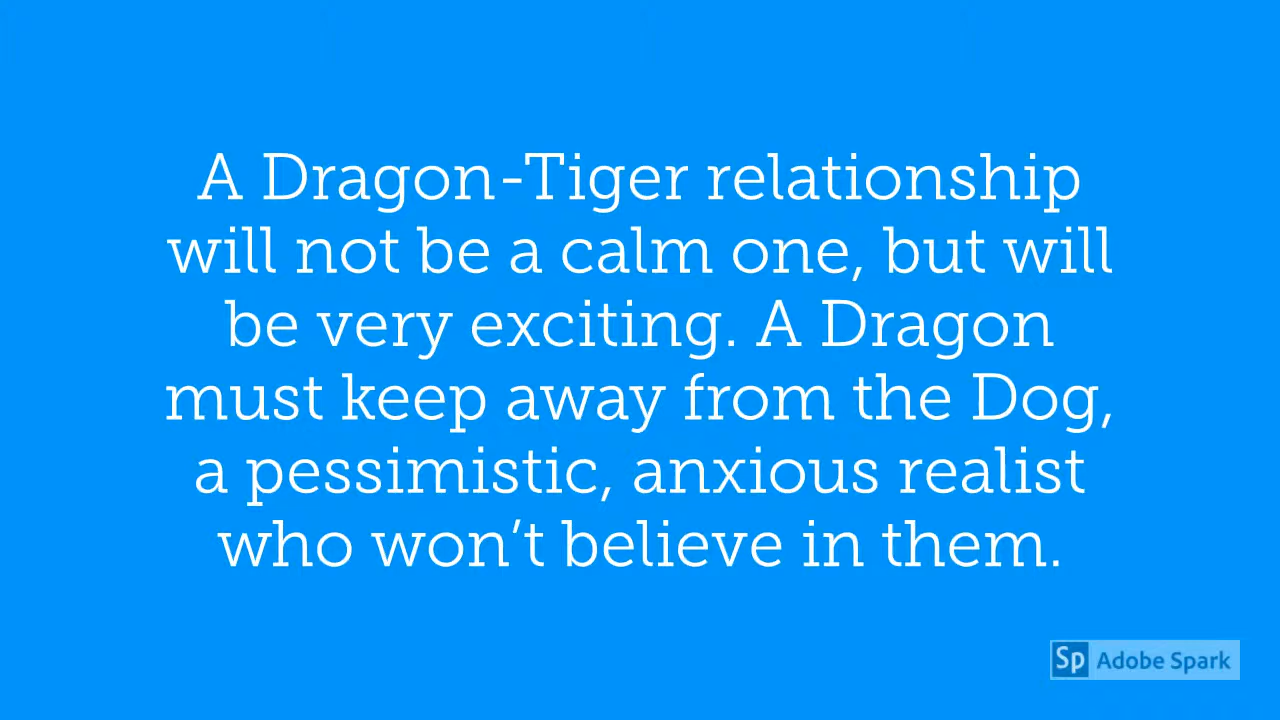 A Dragon-Tiger relationship
will not be a calm one, but will
be very exciting. A Dragon
must keep away from the Dog,
a pessimistic, anxious realist
who won’t believe in them.
Sp Adobe Spark